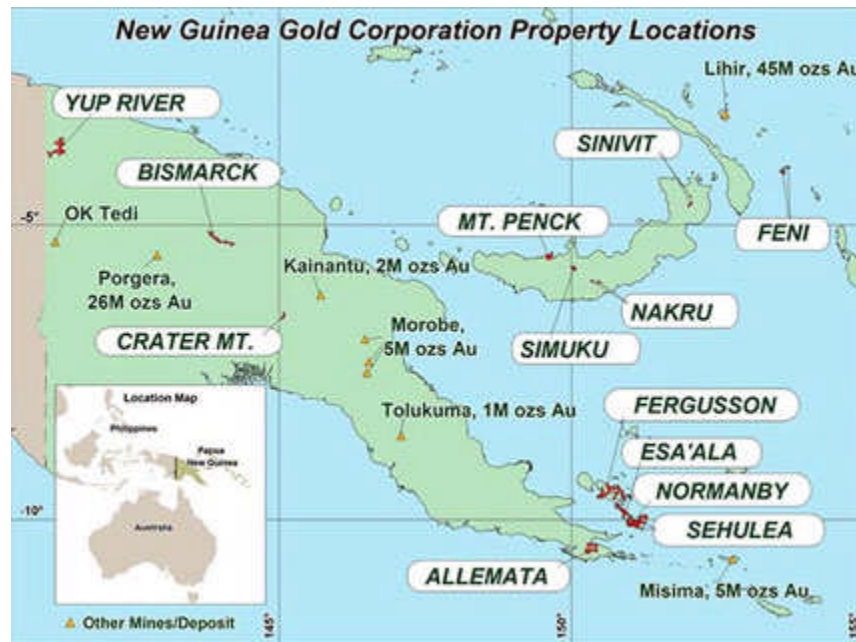 New Guinea Gold Corporation Property Locations
Lihir, 45M ozs Au
YUP RIVER
SINIVIT
BISMARCK
-5°
OK Tedi
MT. PENCK
FENI
Porgera,
26M ozs Au
Kainantu, 2M ozs Au
NAKRU
CRATER MT.
Morobe,
5M ozs Au
SIMUKU
Location Map
Philippines
Papua
New Guinea
Australia
Tolukuma, 1M ozs Au
FERGUSSON
ESA'ALA
NORMANBY
-10°
SEHULEA
ALLEMATA
Misima, 5M ozs Au
Other Mines/Deposit
145°
150°